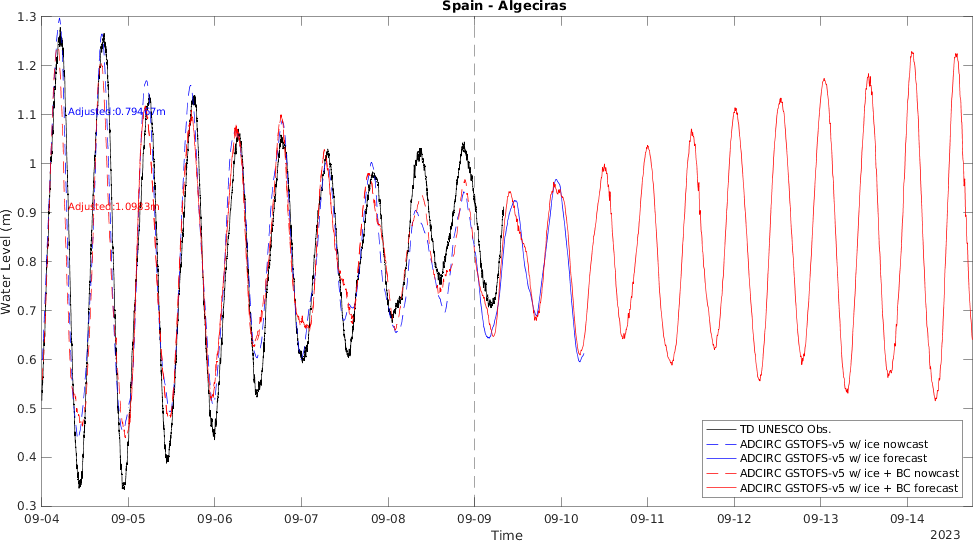 Spain - Algeciras
1.3
1.2
1.1
1
0.9
0.8
0.7
0.6
0.5
0.4
0.3
Water Level (m)
Adjusted:1.0983m
TD UNESCO Obs.
ADCIRC GSTOFS-v5 w/ ice nowcast
ADCIRC GSTOFS-v5 w/ ice forecast
ADCIRC GSTOFS-v5 w/ ice + BC nowcast
ADCIRC GSTOFS-v5 w/ ice + BC forecast
09-04 09-05 09-06 09-07 09-08 09-09 09-10 09-11 09-12 09-13 09-14
Time
2023